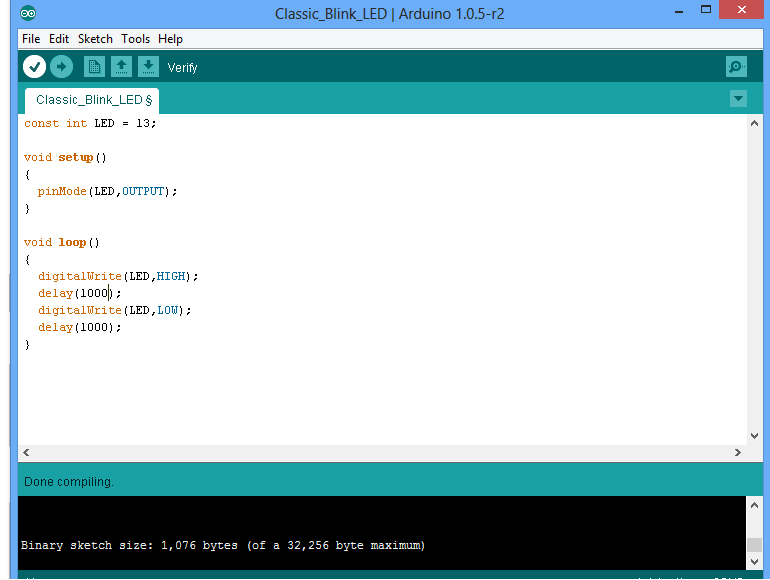 Classic_Blink_LED | Arduino 1.0.5-r2
File Edit Sketch Tools Help
Verify
Classic_Blink_LED §
const int LED = 13;
void setup()
{
pinMode(LED,OUTPUT);
}
void loop()
{
digitalWrite(LED,HIGH);
delay(1000);
digitalWrite(LED,LOW);
delay(1000);
}
Done compiling.
Binary sketch size: 1,076 bytes (of a 32,256 byte maximum)